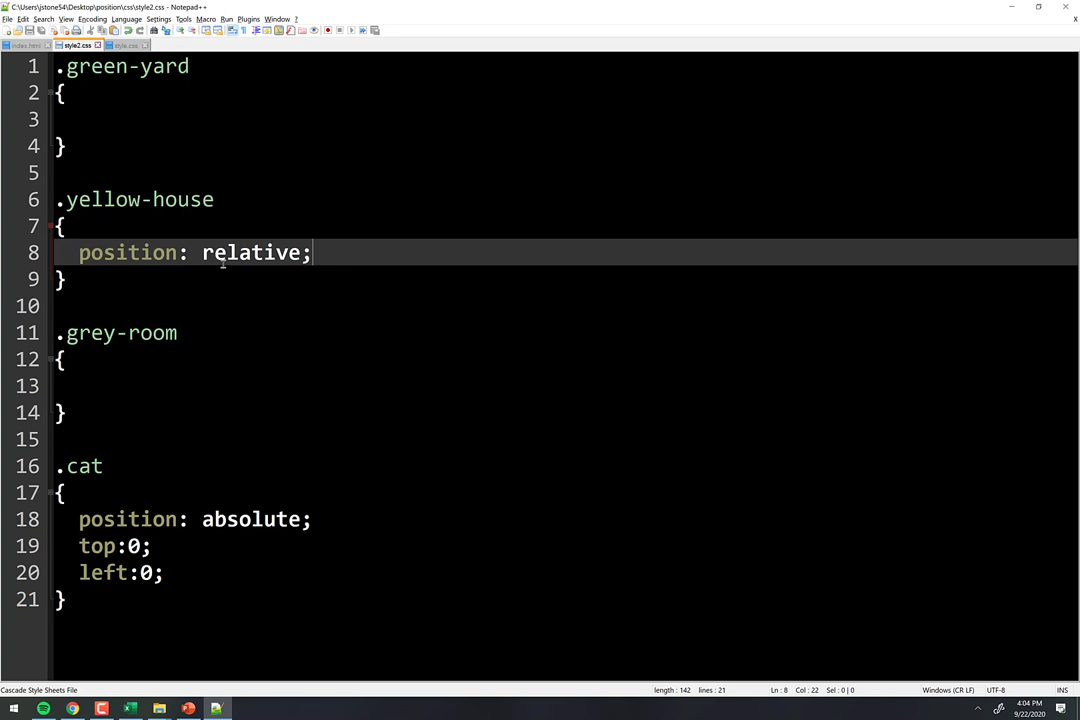 C:\Users\jstone54\Desktop\position\css\style2.css - Notepad++
File Edit Search View Encoding Language Settings Tools Macro Run Plugins Window ?
X
index.html style2.css style.css
1 .green-yard
2 {
3
4 }
5
6 .yellow-house
7 {
8 position: relative;
9 }
10
11 .grey-room
12 {
13
14 }
15
16 .cat
17 {
18 position: absolute;
19 top:0;
20 left:0;
21 }
Cascade Style Sheets File length : 142 lines : 21 Ln : 8 Col : 22 Sel : 0 | 0 Windows (CR LF) UTF-8 INS
4:04 PM
9/22/2020